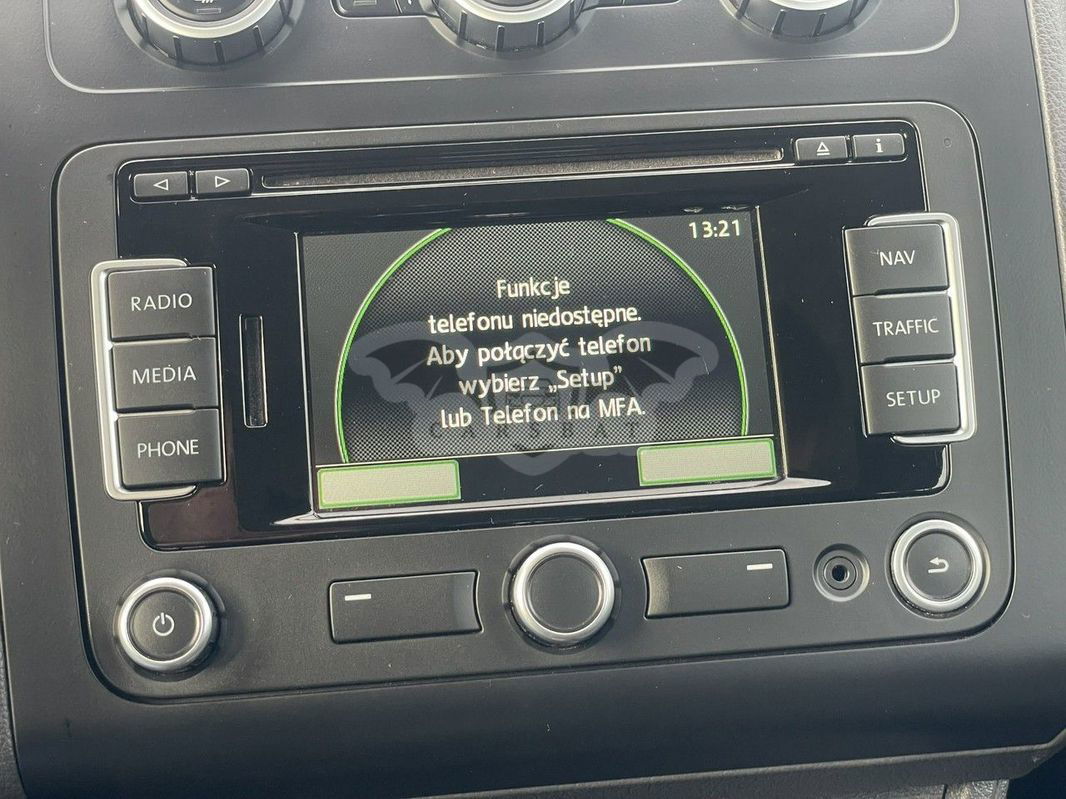 13:21
Funkcje
telefonu niedostępne.
Aby połączyć telefon
wybierz „Setup”
lub Telefon na MFA.
RADIO
MEDIA
PHONE
NAV
TRAFFIC
SETUP
i
CARSBAT